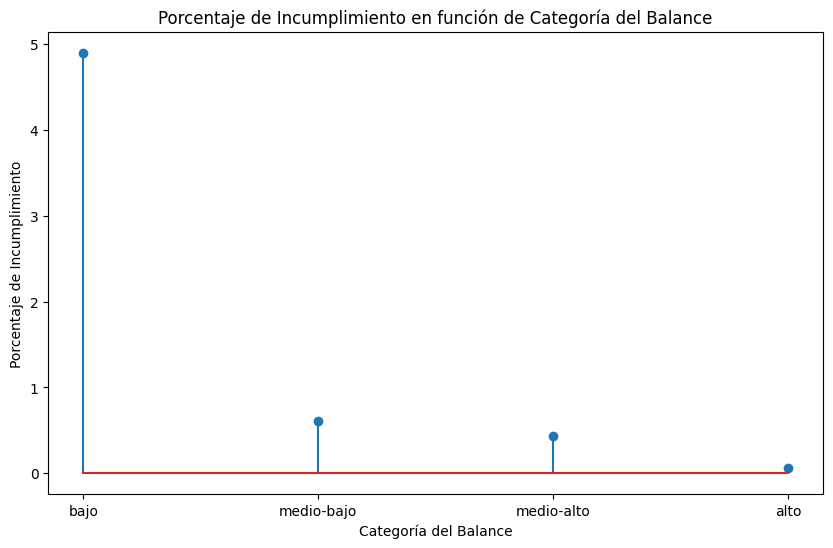 Porcentaje de Incumplimiento en función de Categoría del Balance
Porcentaje de Incumplimiento
5
4
3
2
1
0
bajo
medio-bajo
medio-alto
alto
Categoría del Balance